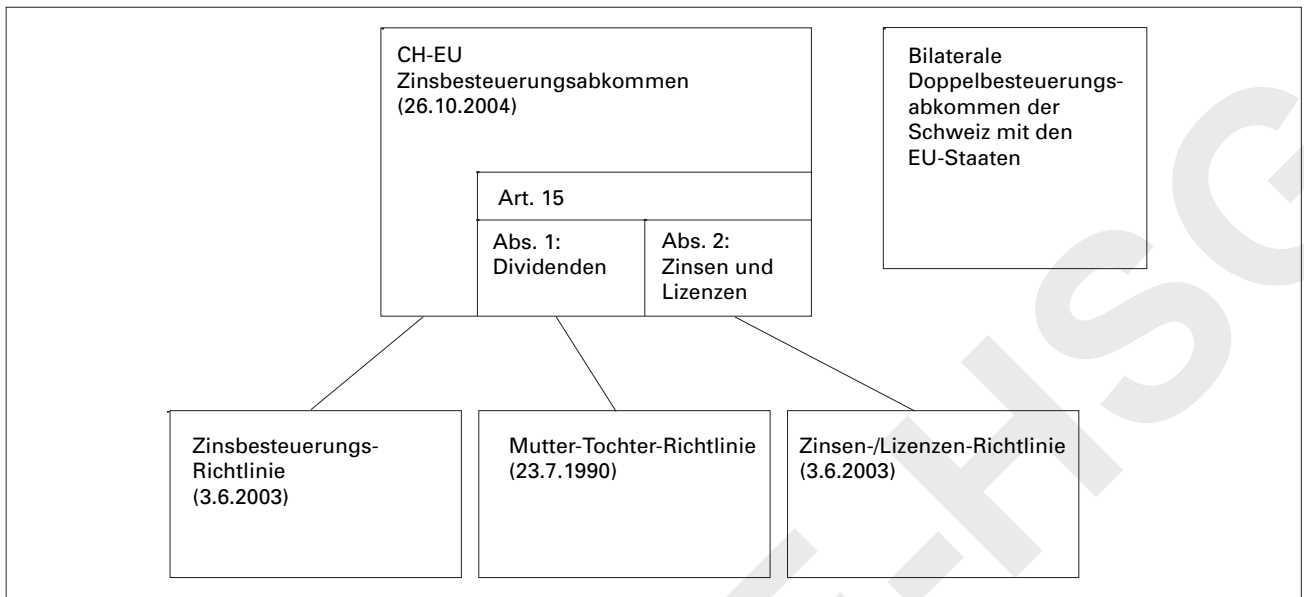 CH-EU
Zinsbesteuerungsabkommen
(26.10.2004)
Art. 15
Abs. 1:
Dividenden
Abs. 2:
Zinsen und
Lizenzen
Bilaterale
Doppelbesteuerungs-
abkommen der
Schweiz mit den
EU-Staaten
Zinsbesteuerungs-
Richtlinie
(3.6.2003)
Mutter-Tochter-Richtlinie
(23.7.1990)
Zinsen-/Lizenzen-Richtlinie
(3.6.2003)
F-HSG